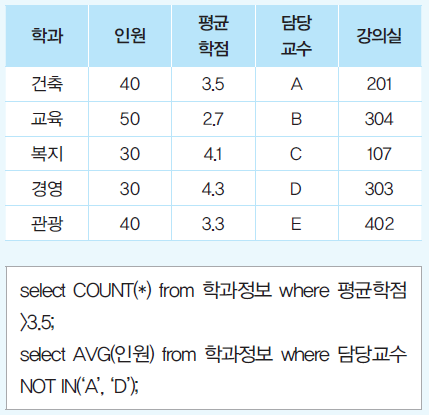 학과 인원 평균 학점 담당 교수 강의실
건축 40 3.5 A 201
교육 50 2.7 B 304
복지 30 4.1 C 107
경영 30 4.3 D 303
관광 40 3.3 E 402
select COUNT(*) from 학과정보 where 평균학점
>3.5;
select AVG(인원) from 학과정보 where 담당교수
NOT IN(‘A’, ‘D’);